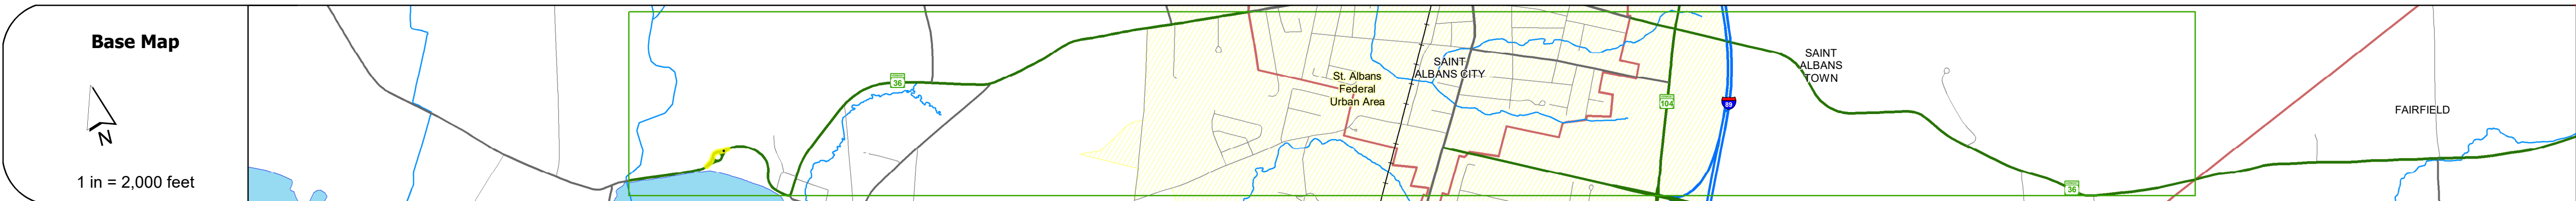 Base Map
N
1 in = 2,000 feet
36
St. Albans
Federal
Urban Area
SAINT
ALBANS CITY
104
89
SAINT
ALBANS
TOWN
36
FAIRFIELD